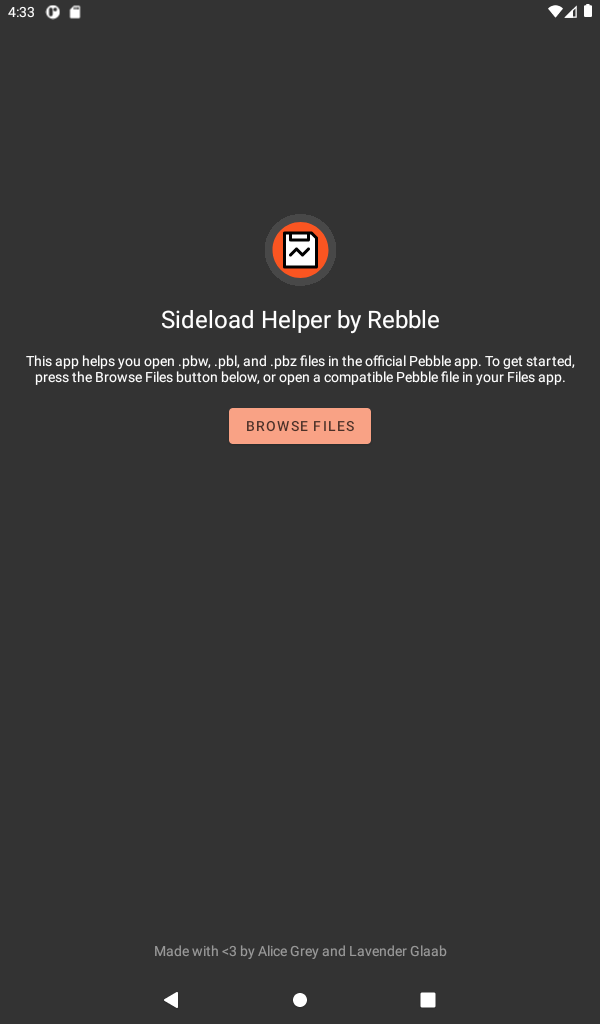 4:33
Sideload Helper by Rebble
This app helps you open .pbw, .pbl, and .pbz files in the official Pebble app. To get started,
press the Browse Files button below, or open a compatible Pebble file in your Files app.
BROWSE FILES
Made with <3 by Alice Grey and Lavender Glaab